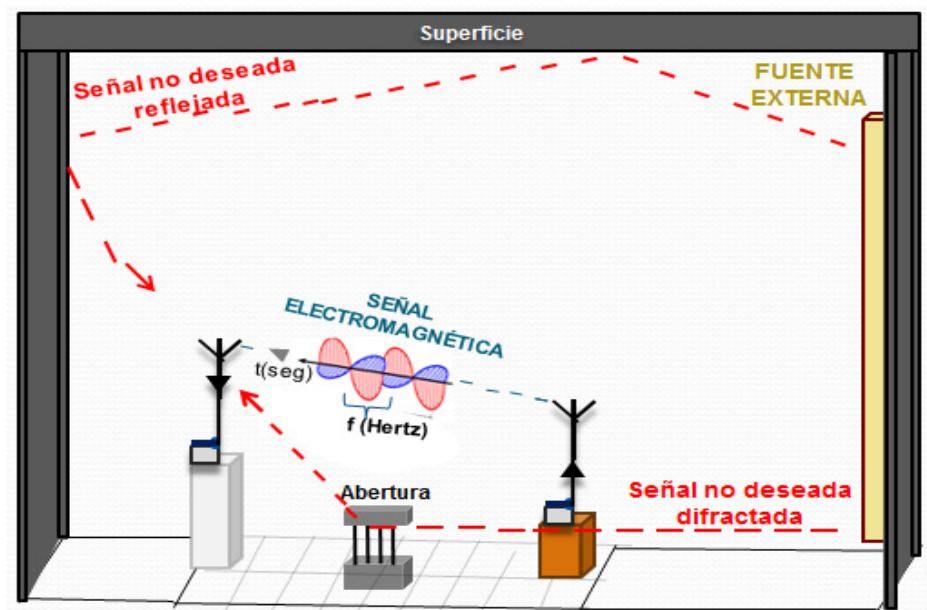 Superficie
Señal no deseada
reflejada
FUENTE
EXTERNA
SEÑAL
ELECTROMAGNÉTICA
t(seg)
f (Hertz)
Abertura
Señal no deseada
difractada